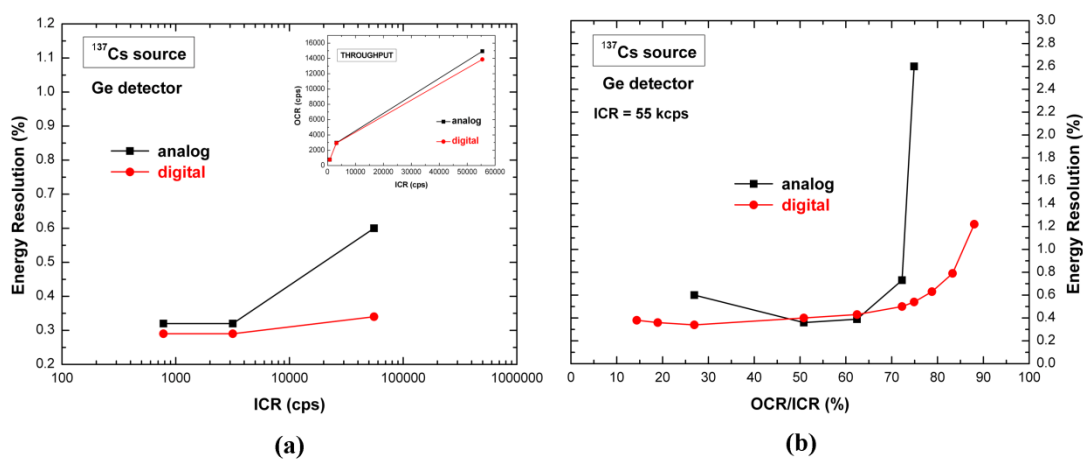 1.2
1.1
1.0
0.9
0.8
0.7
0.6
0.5
0.4
0.3
0.2
Energy Resolution (%)
137Cs source
Ge detector
analog
digital
16000
14000
12000
10000
8000
6000
4000
2000
0
OCR (cps)
THROUGHPUT
analog
digital
0 10000 20000 30000 40000 50000 60000
ICR (cps)
100 1000 10000 100000 1000000
ICR (cps)
(a)
137Cs source
Ge detector
ICR = 55 kcps
analog
digital
3.0
2.8
2.6
2.4
2.2
2.0
1.8
1.6
1.4
1.2
1.0
0.8
0.6
0.4
0.2
0.0
Energy Resolution (%)
0 10 20 30 40 50 60 70 80 90 100
OCR/ICR (%)
(b)